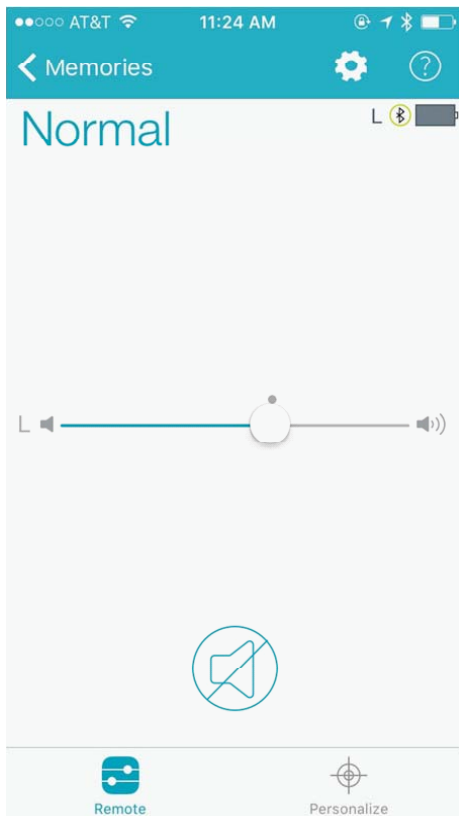 AT&T 11:24 AM
Memories ?
Normal L
L
Remote Personalize